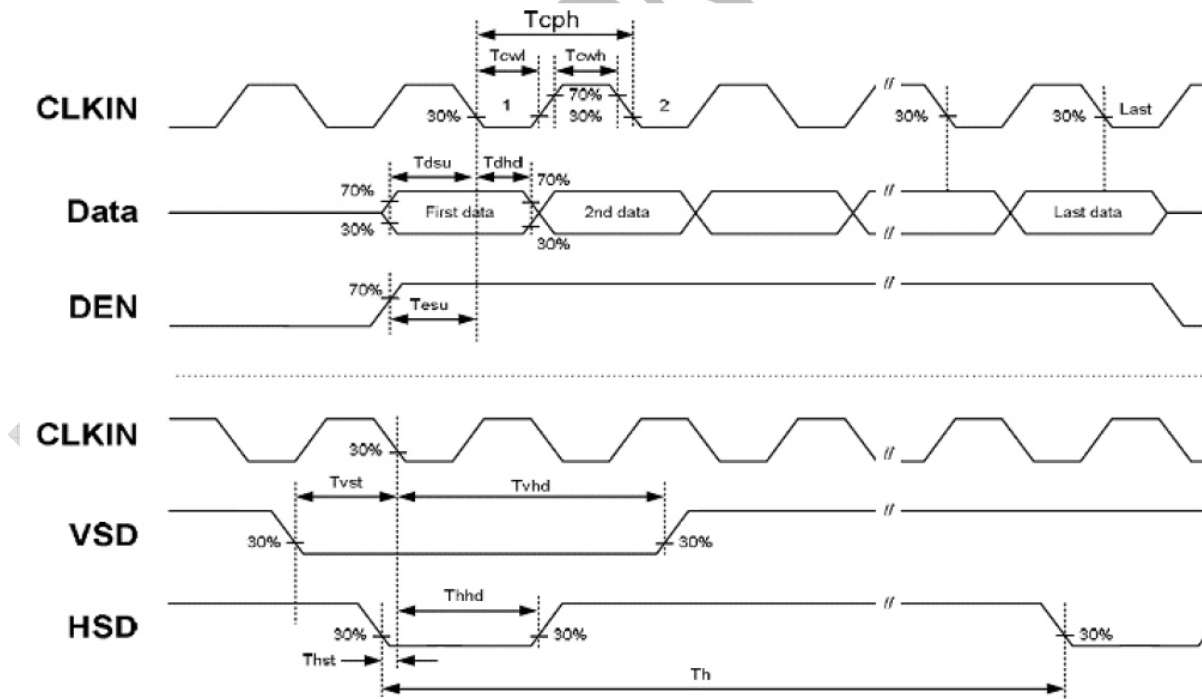 Tcph
Tcwl Tcwh
CLKIN 30% 1 70% 30% 2 30% 30% Last
Tdsu Tdhd
Data 70% 30% First data 70% 30% 2nd data Last data
DEN 70% Tesu
CLKIN 30%
Tvst Tvhd
VSD 30% 30%
Thhd
HSD 30% 30% 30%
Thst Th